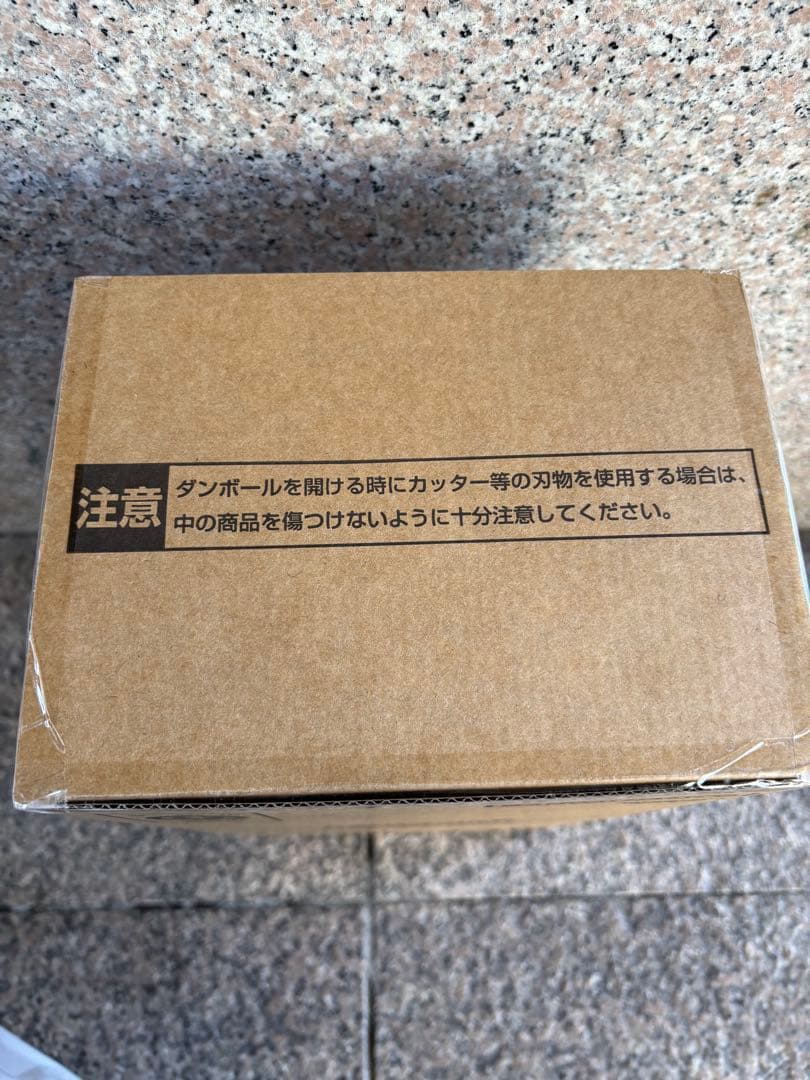 注意
ダンボールを開ける時にカッター等の刃物を使用する場合は、
中の商品を傷つけないように十分注意してください。